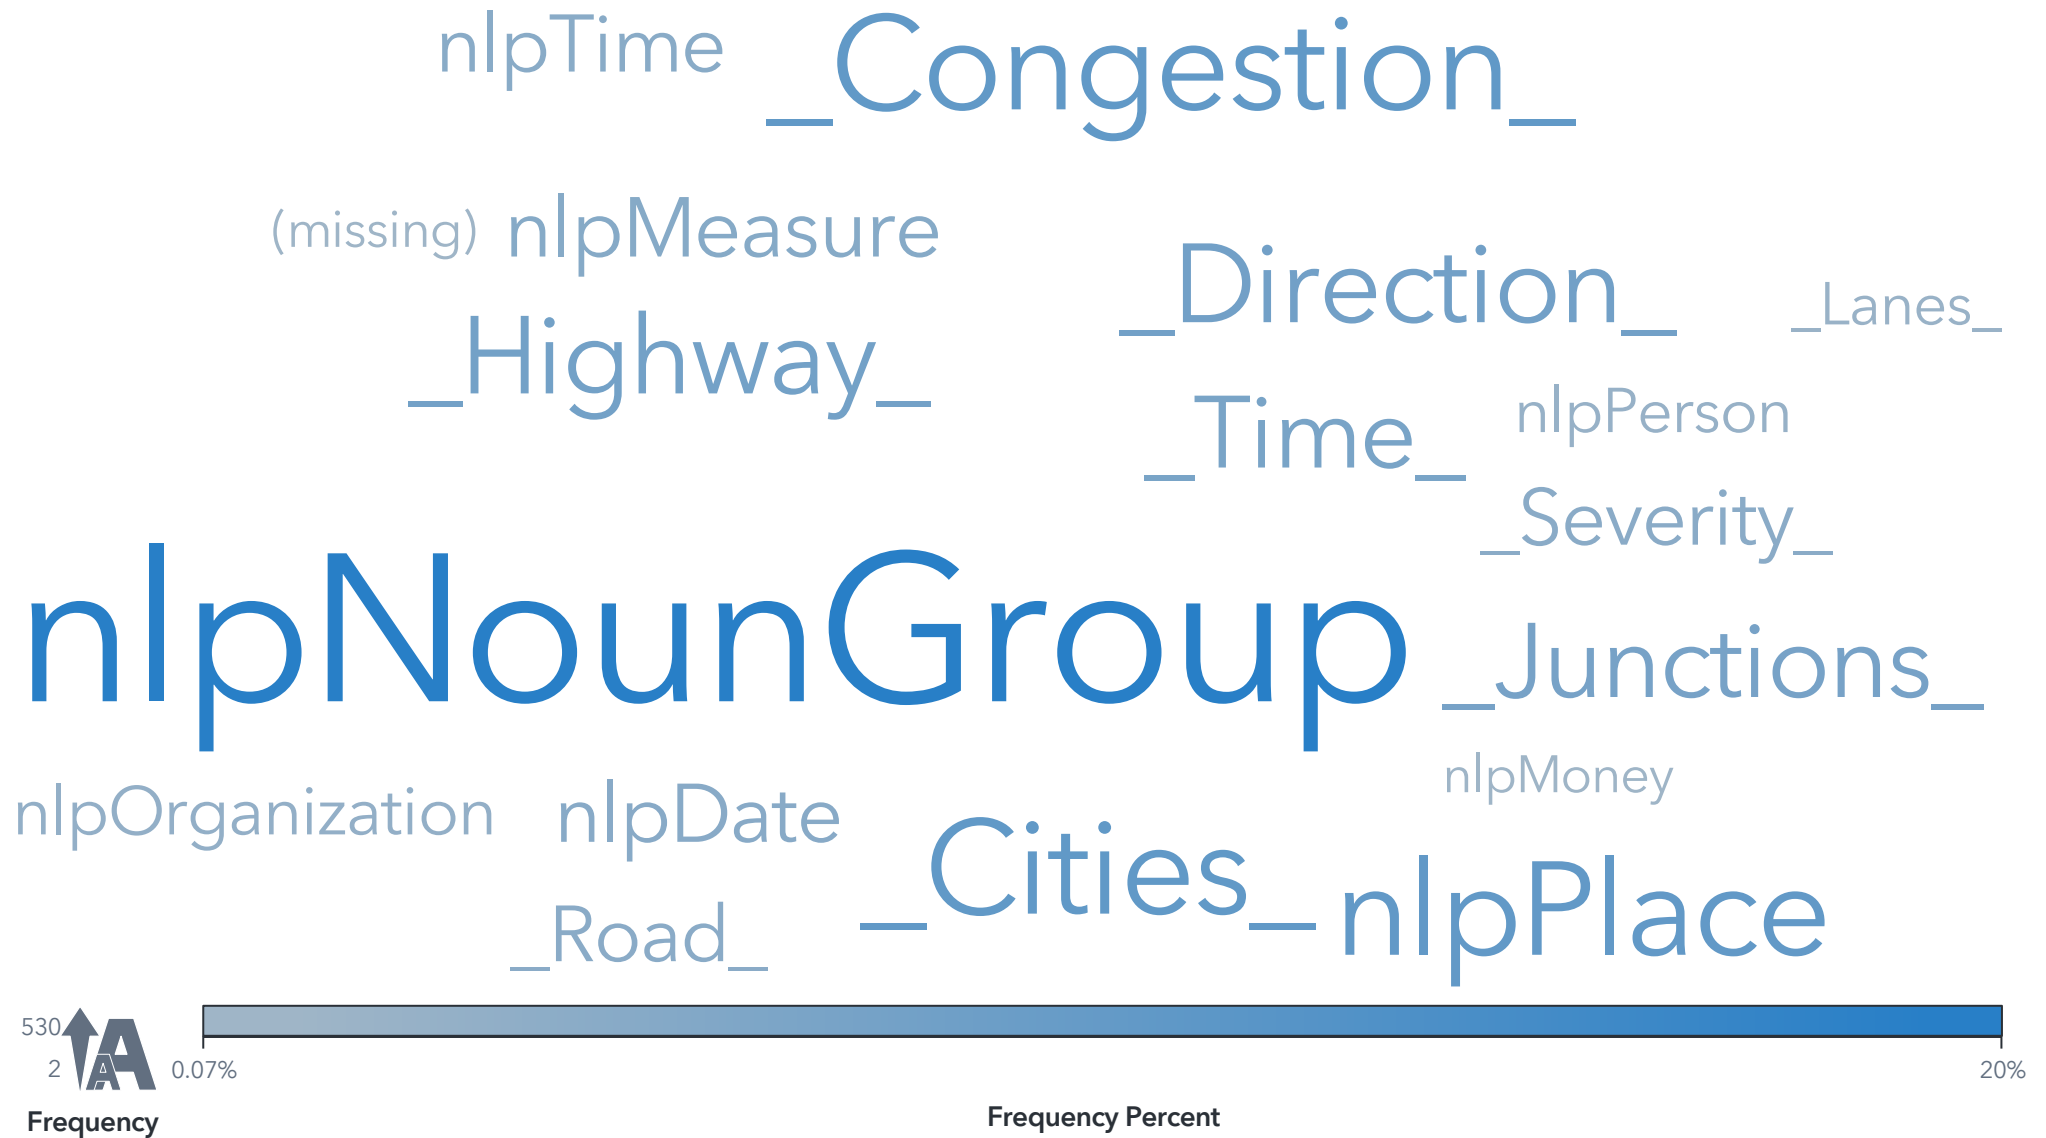 nlpTime _Congestion_
(missing) nlpMeasure
_Direction_ _Lanes_
_Highway_
_Time_ nlpPerson
_Severity_
nlpNounGroup _Junctions_
nlpMoney
nlpOrganization nlpDate
_Cities_ nlpPlace
_Road_
530
2
AAA
0.07%
20%
Frequency
Frequency Percent